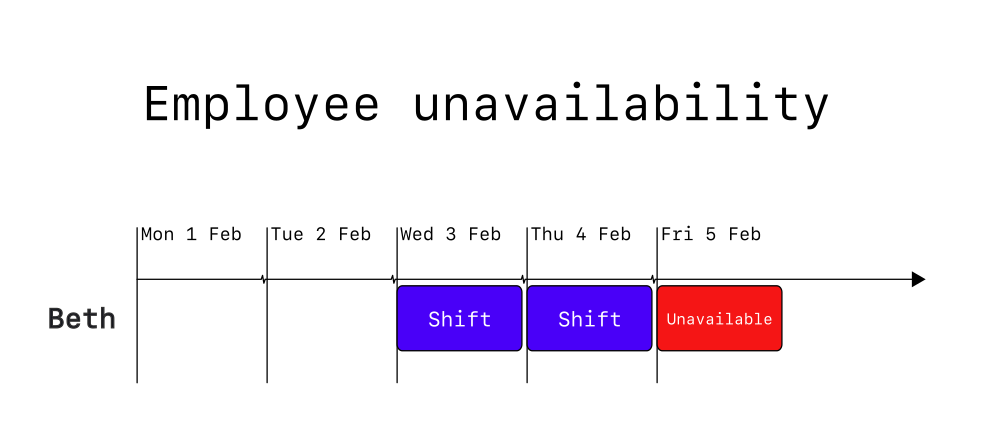 Employee unavailability
Mon 1 Feb Tue 2 Feb Wed 3 Feb Thu 4 Feb Fri 5 Feb
Beth Shift Shift Unavailable